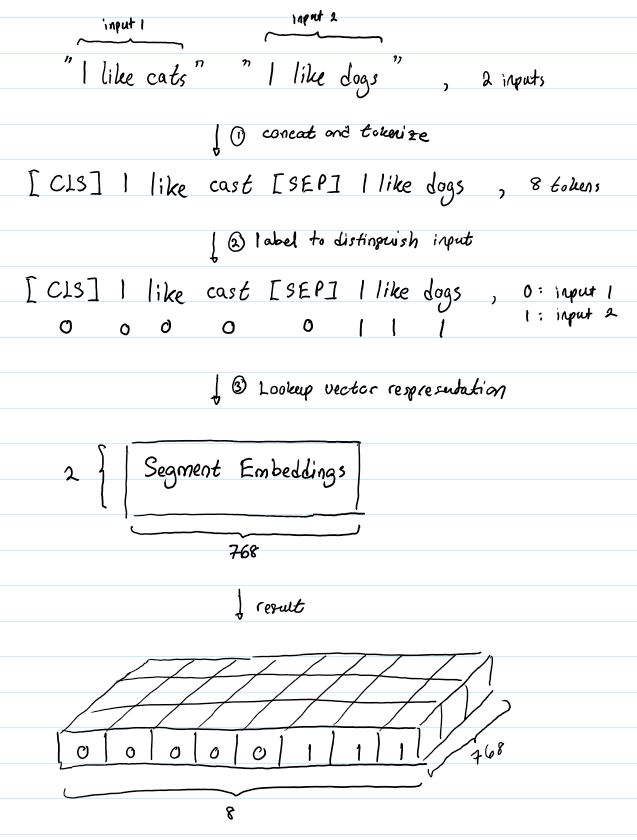 input 1 input 2
"I like cats" "I like dogs" , 2 inputs
① concat and tokenize
[CLS] I like cast [SEP] I like dogs , 8 tokens
② label to distinguish input
[CLS] I like cast [SEP] I like dogs , 0: input 1
0 0 0 0 0 1 1 1 1: input 2
③ Lookup vector respresentation
2 Segment Embeddings
768
result
0 0 0 0 0 1 1 1
768
8